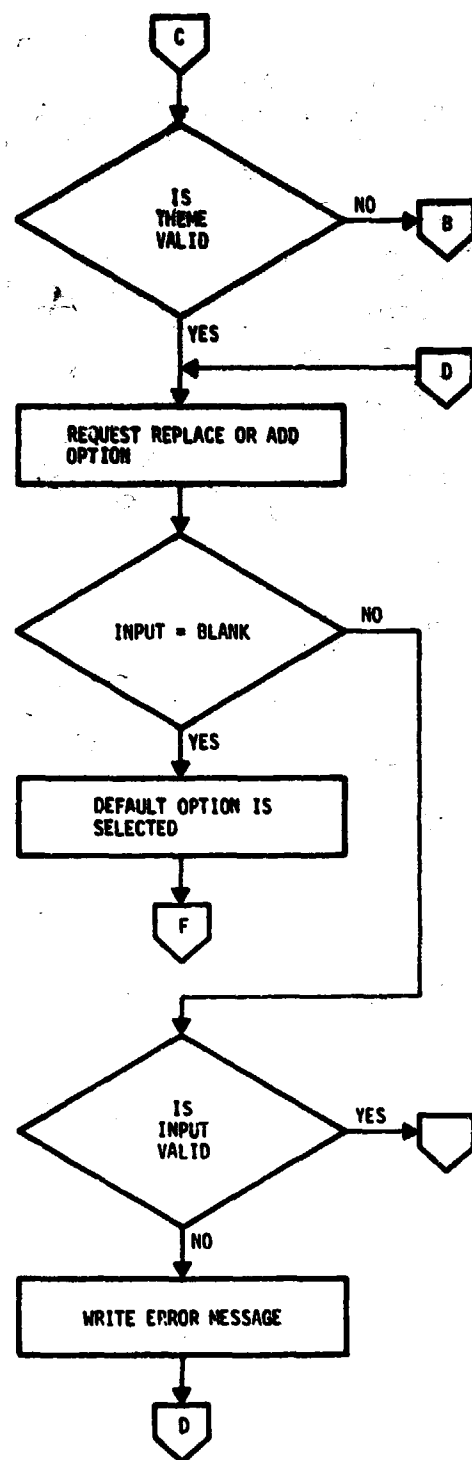 C
IS
THEME
VALID
NO
B
YES
D
REQUEST REPLACE OR ADD
OPTION
INPUT = BLANK
NO
YES
DEFAULT OPTION IS
SELECTED
F
IS
INPUT
VALID
YES
NO
WRITE ERROR MESSAGE
D